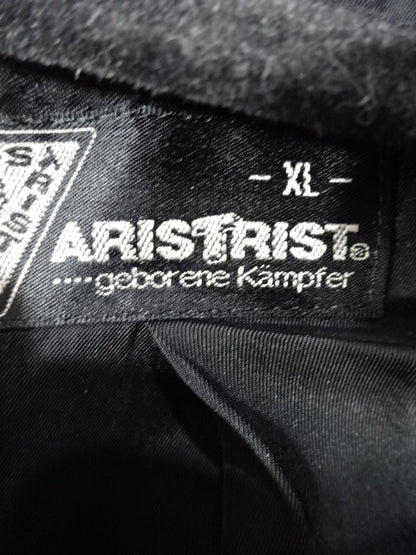 - XL -
ARISTRIST®
....geborene Kämpfer